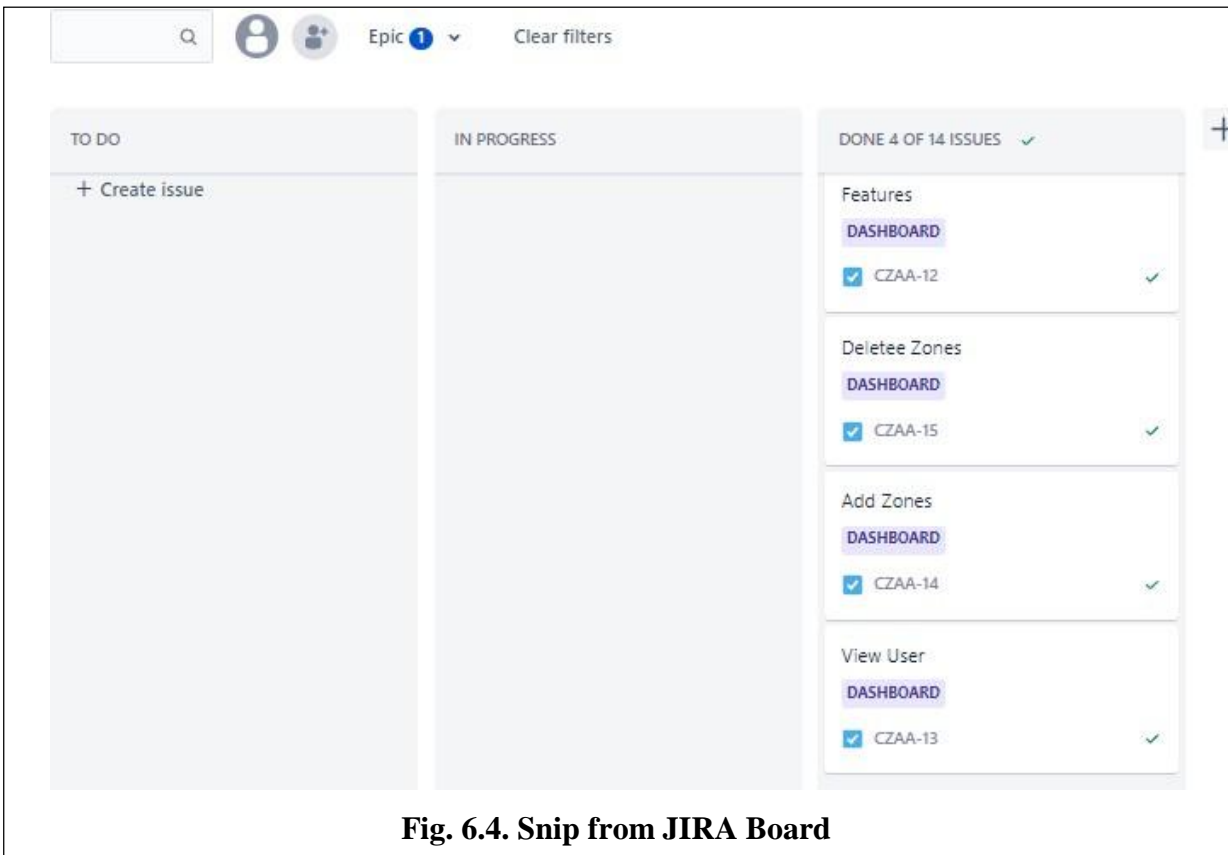 Epic 1 Clear filters
TO DO
+ Create issue
IN PROGRESS
DONE 4 OF 14 ISSUES
Features
DASHBOARD
CZAA-12
Deletee Zones
DASHBOARD
CZAA-15
Add Zones
DASHBOARD
CZAA-14
View User
DASHBOARD
CZAA-13
Fig. 6.4. Snip from JIRA Board